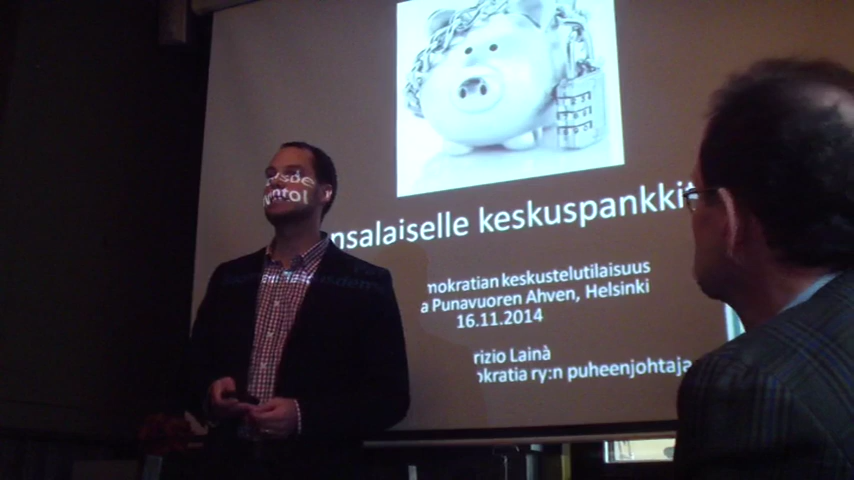 nsalaiselle keskuspankki
mokratian keskustelutilaisuus
a Punavuoren Ahven, Helsinki
16.11.2014
rizio Lainà
okratia ry:n puheenjohtaja